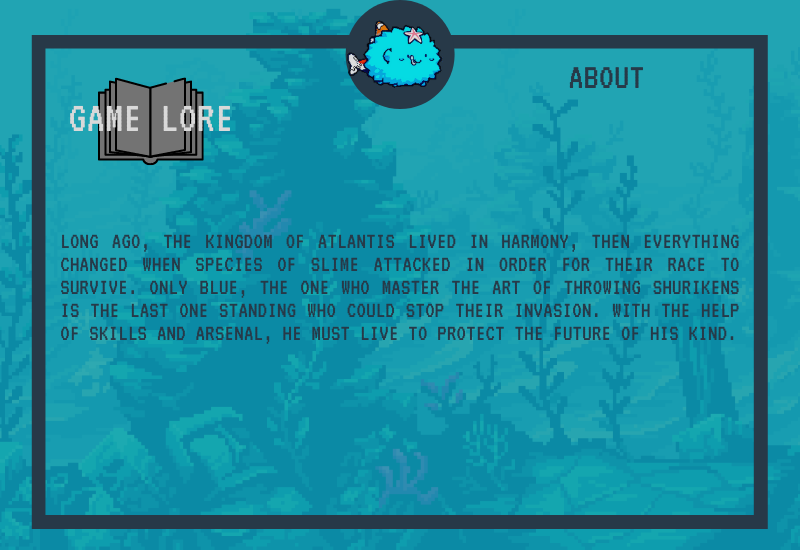 ABOUT
GAME LORE
LONG AGO, THE KINGDOM OF ATLANTIS LIVED IN HARMONY, THEN EVERYTHING
CHANGED WHEN SPECIES OF SLIME ATTACKED IN ORDER FOR THEIR RACE TO
SURVIVE. ONLY BLUE, THE ONE WHO MASTER THE ART OF THROWING SHURIKENS
IS THE LAST ONE STANDING WHO COULD STOP THEIR INVASION. WITH THE HELP
OF SKILLS AND ARSENAL, HE MUST LIVE TO PROTECT THE FUTURE OF HIS KIND.